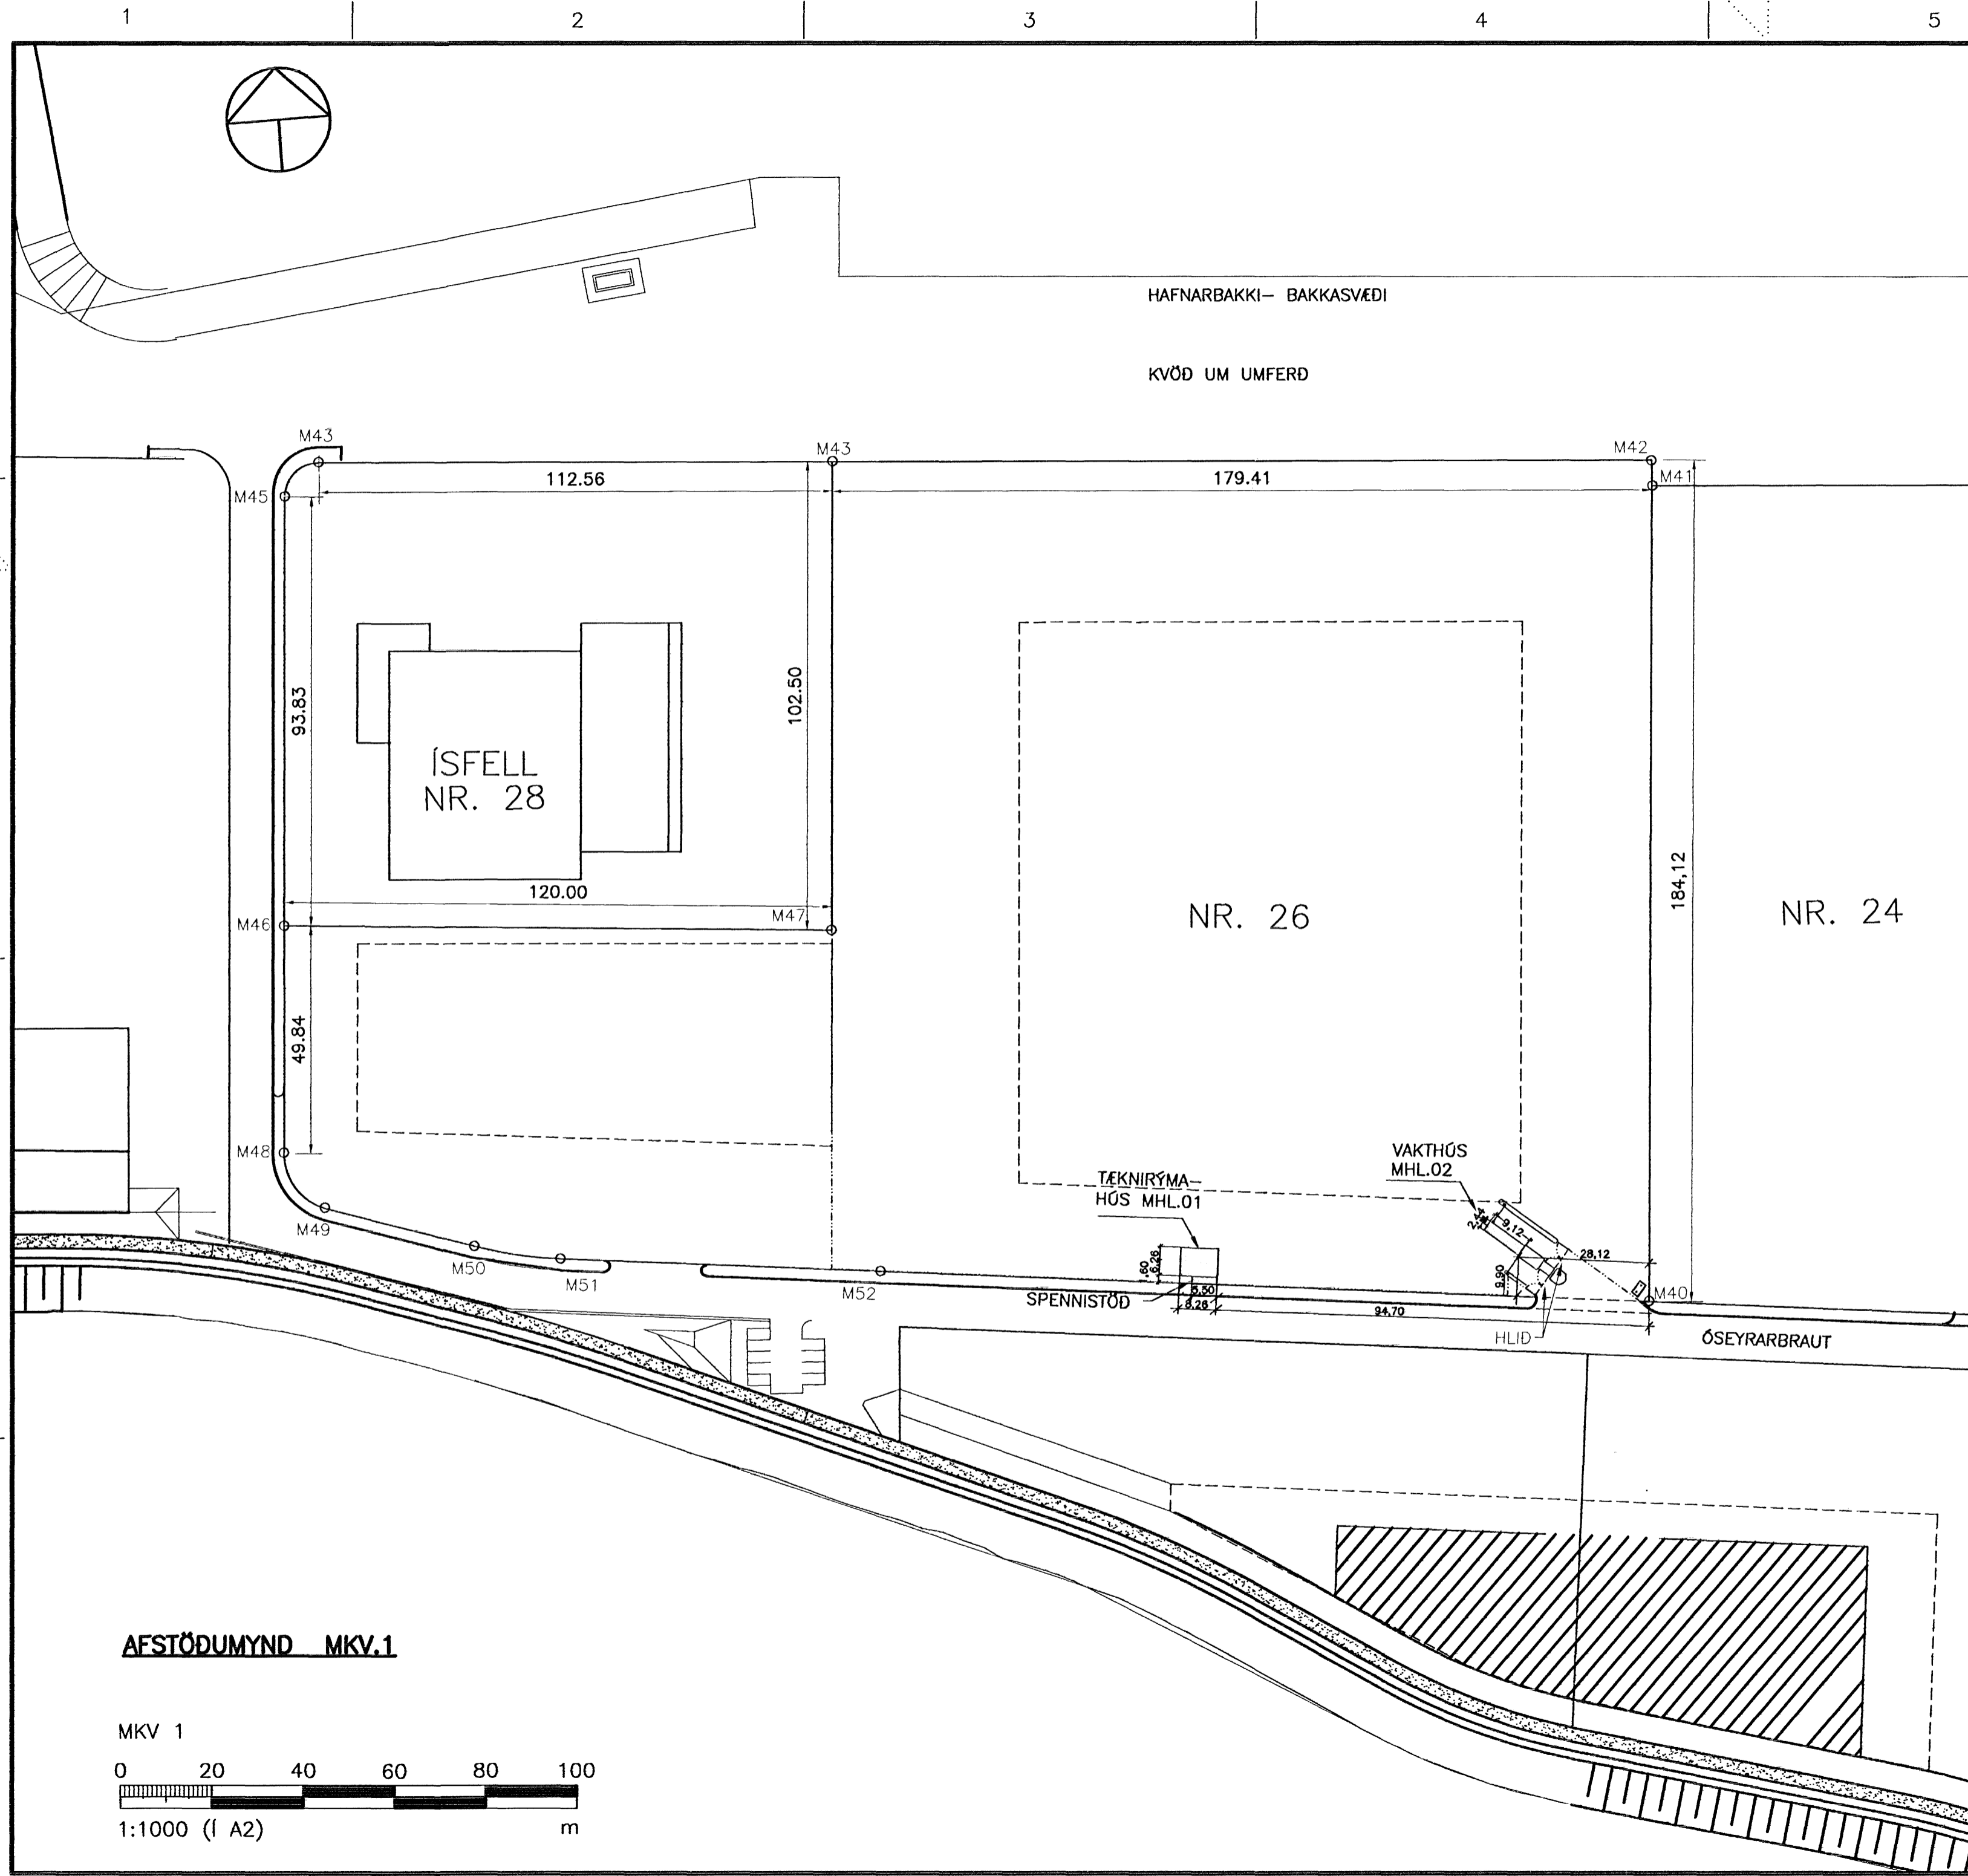 1 2 3 4 5
HAFNARBAKKI- BAKKASVÆÐI
KVÖÐ UM UMFERÐ
M43
M43
M42
112.56
179.41
M41
M45
93.83
102.50
ÍSFELL
NR. 28
120.00
M46
M47
184,12
NR. 26
NR. 24
49.84
M48
VAKTHÚS
MHL.02
TÆKNIRÝMA-
HÚS MHL.01
M49
9,12
28,12
M50
M51
M52
1,60
6,26
9,90
M40
SPENNISTÖÐ
5,50
8,26
94,70
HLIÐ
ÓSEYRARBRAUT
AFSTÖÐUMYND MKV.1
MKV 1
0 20 40 60 80 100
1:1000 (Í A2) m